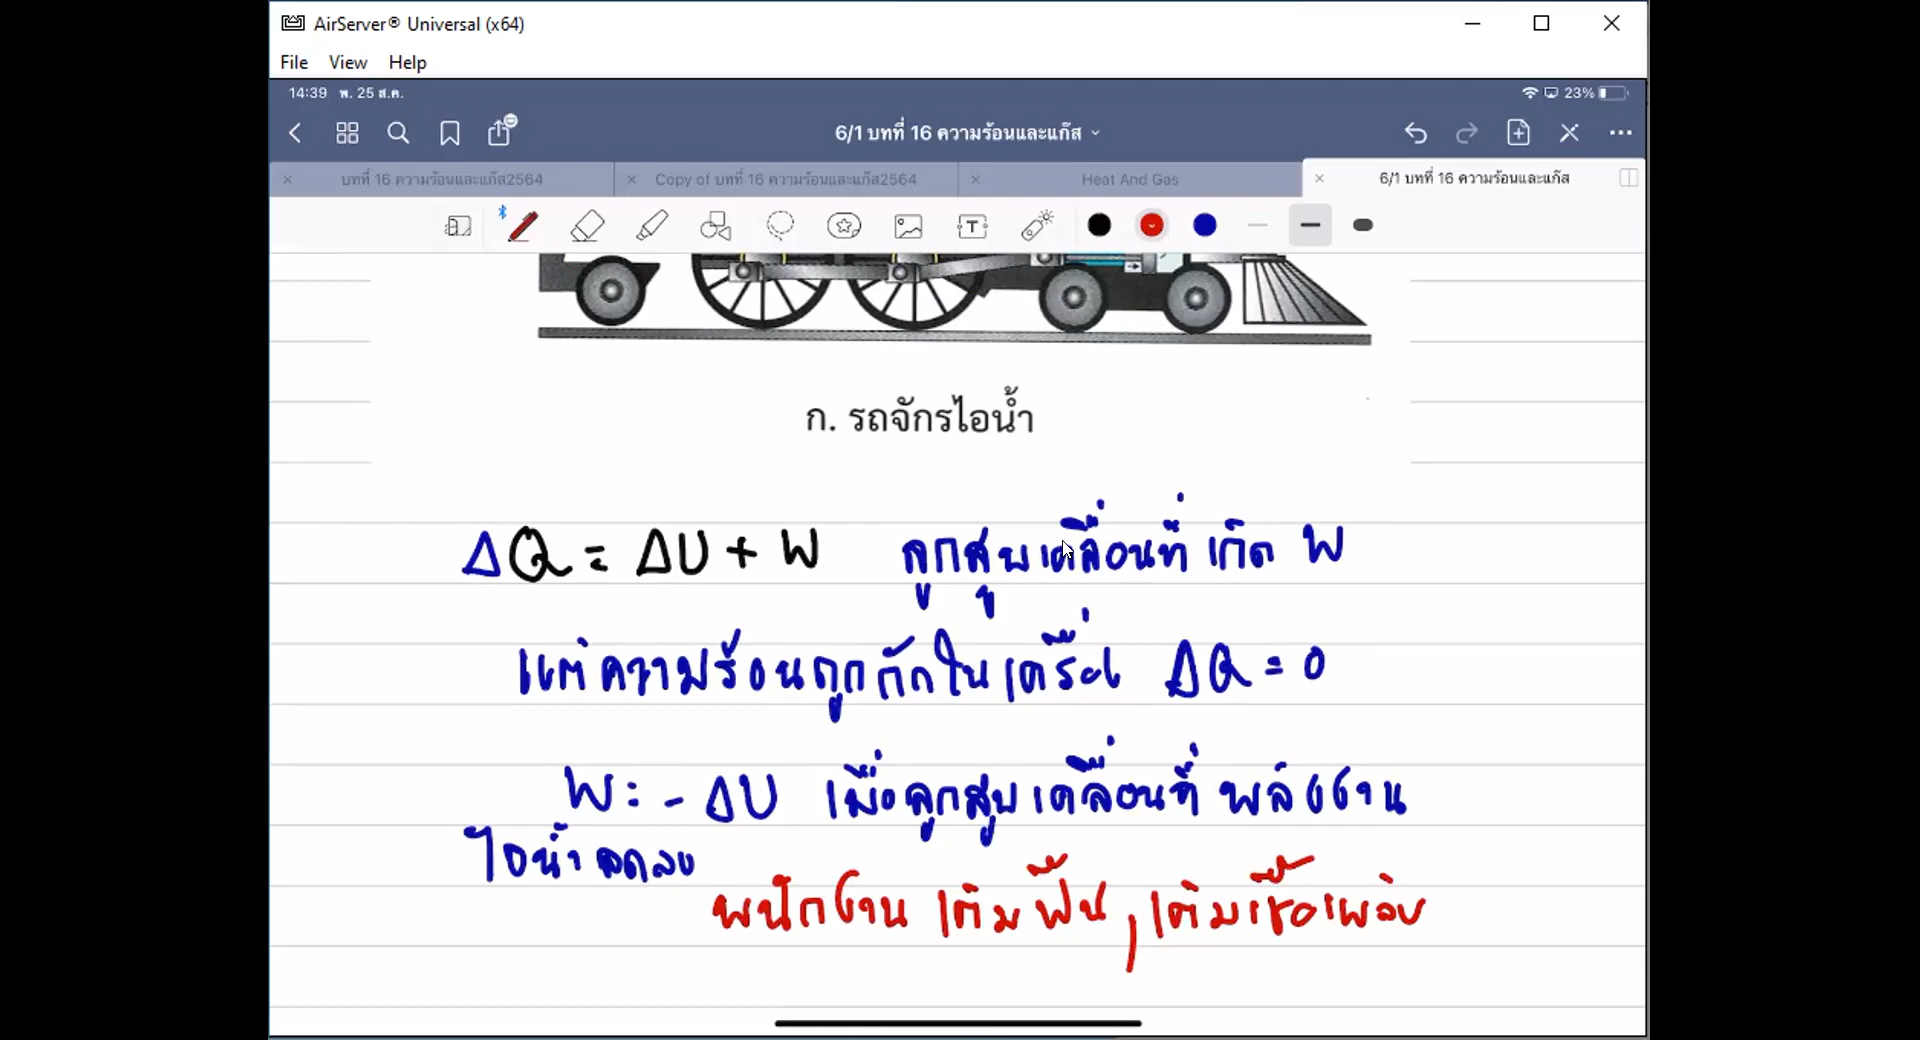 AirServer® Universal (x64)
File View Help
14:39 พ. 25 ส.ค. 23%
6/1 บทที่ 16 ความร้อนและแก๊ส
บทที่ 16 ความร้อนและแก๊ส2564 Copy of บทที่ 16 ความร้อนและแก๊ส2564 Heat And Gas 6/1 บทที่ 16 ความร้อนและแก๊ส
ก. รถจักรไอน้ำ
ΔQ = ΔU + W ลูกสูบเคลื่อนที่ เกิด W
แต่ความร้อนถูกกักในเครื่อง ΔQ = 0
W = - ΔU เมื่อลูกสูบเคลื่อนที่ พลังงาน
ไอน้ำลดลง
พนักงาน เติมฟืน , เติมเชื้อเพลิง